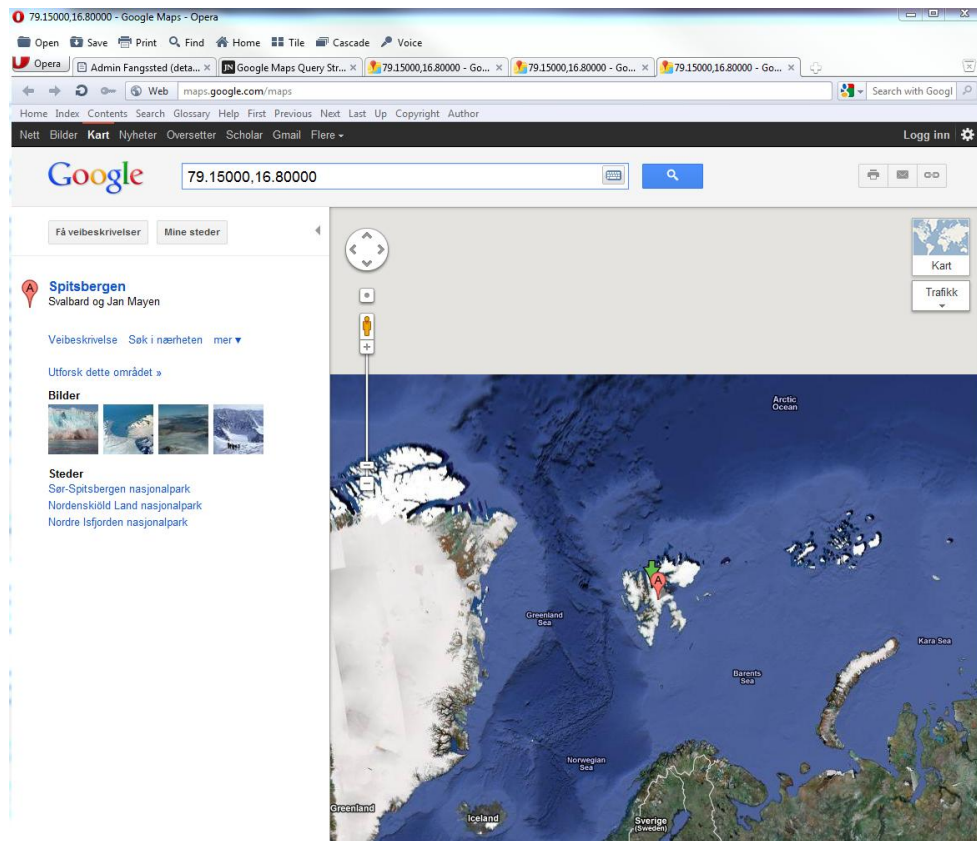 79.15000,16.80000 - Google Maps - Opera
Open Save Print Find Home Tile Cascade Voice
Opera Admin Fangssted (deta... Google Maps Query Str... 79.15000,16.80000 - Go... 79.15000,16.80000 - Go... 79.15000,16.80000 - Go...
Web maps.google.com/maps Search with Googl
Home Index Contents Search Glossary Help First Previous Next Last Up Copyright Author
Nett Bilder Kart Nyheter Oversetter Scholar Gmail Flere Logg inn
Google 79.15000,16.80000
Få veibeskrivelser Mine steder
Kart
Trafikk
A Spitsbergen
Svalbard og Jan Mayen
Veibeskrivelse Søk i nærheten mer
Utforsk dette området »
Bilder
Steder
Sør-Spitsbergen nasjonalpark
Nordenskiöld Land nasjonalpark
Nordre Isfjorden nasjonalpark
Arctic
Ocean
A
Greenland
Sea
Kara Sea
Barents
Sea
Norwegian
Sea
Greenland
Iceland
Sverige
(Sweden)